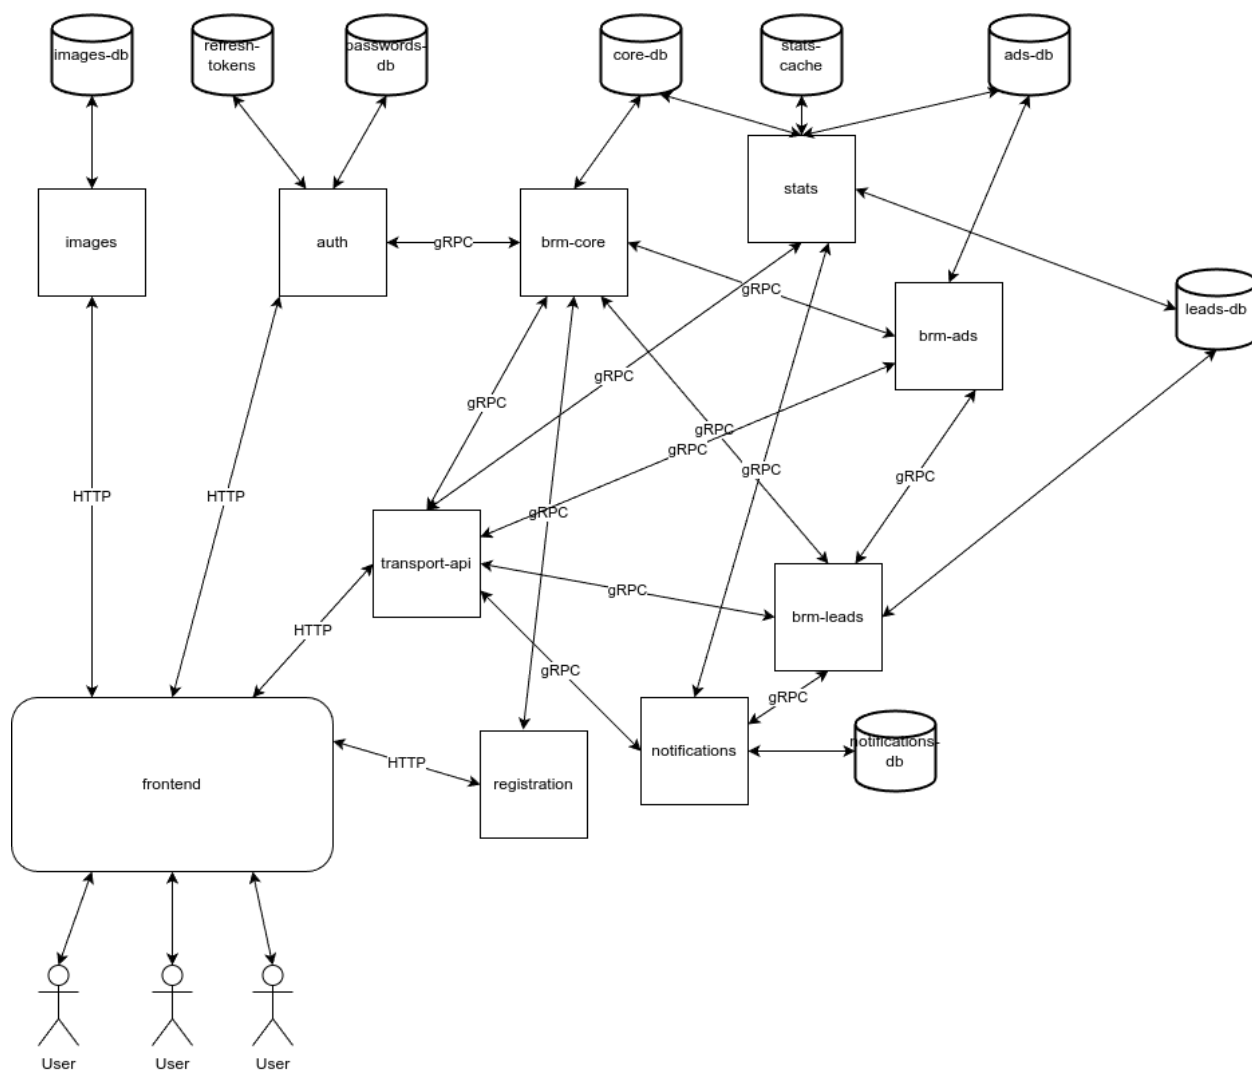 images-db
refresh-
tokens
passwords-
db
core-db
stats-
cache
ads-db
images
auth
gRPC
brm-core
stats
gRPC
leads-db
brm-ads
gRPC
gRPC
gRPC
gRPC
gRPC
gRPC
HTTP
HTTP
gRPC
transport-api
gRPC
brm-leads
HTTP
gRPC
gRPC
notifications
notifications-
db
HTTP
frontend
registration
User
User
User